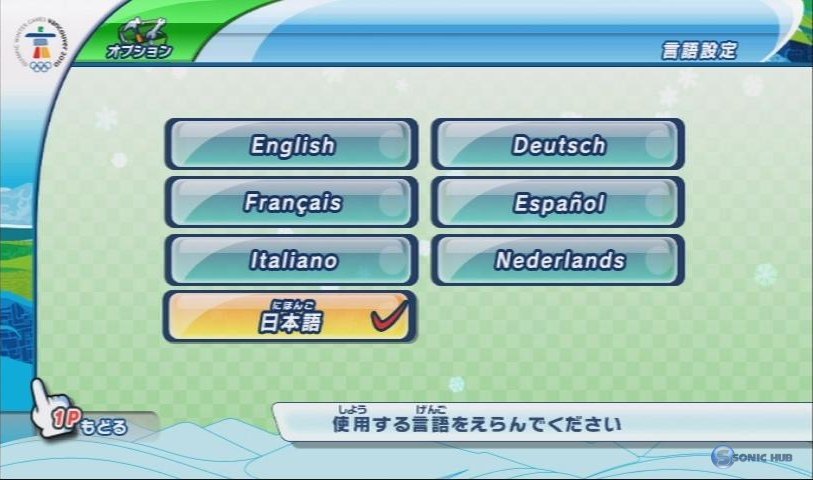 オプション
言語設定
English
Deutsch
Français
Español
Italiano
Nederlands
にほんご
日本語
1P
もどる
しよう げんご
使用する言語をえらんでください
SONIC HUB